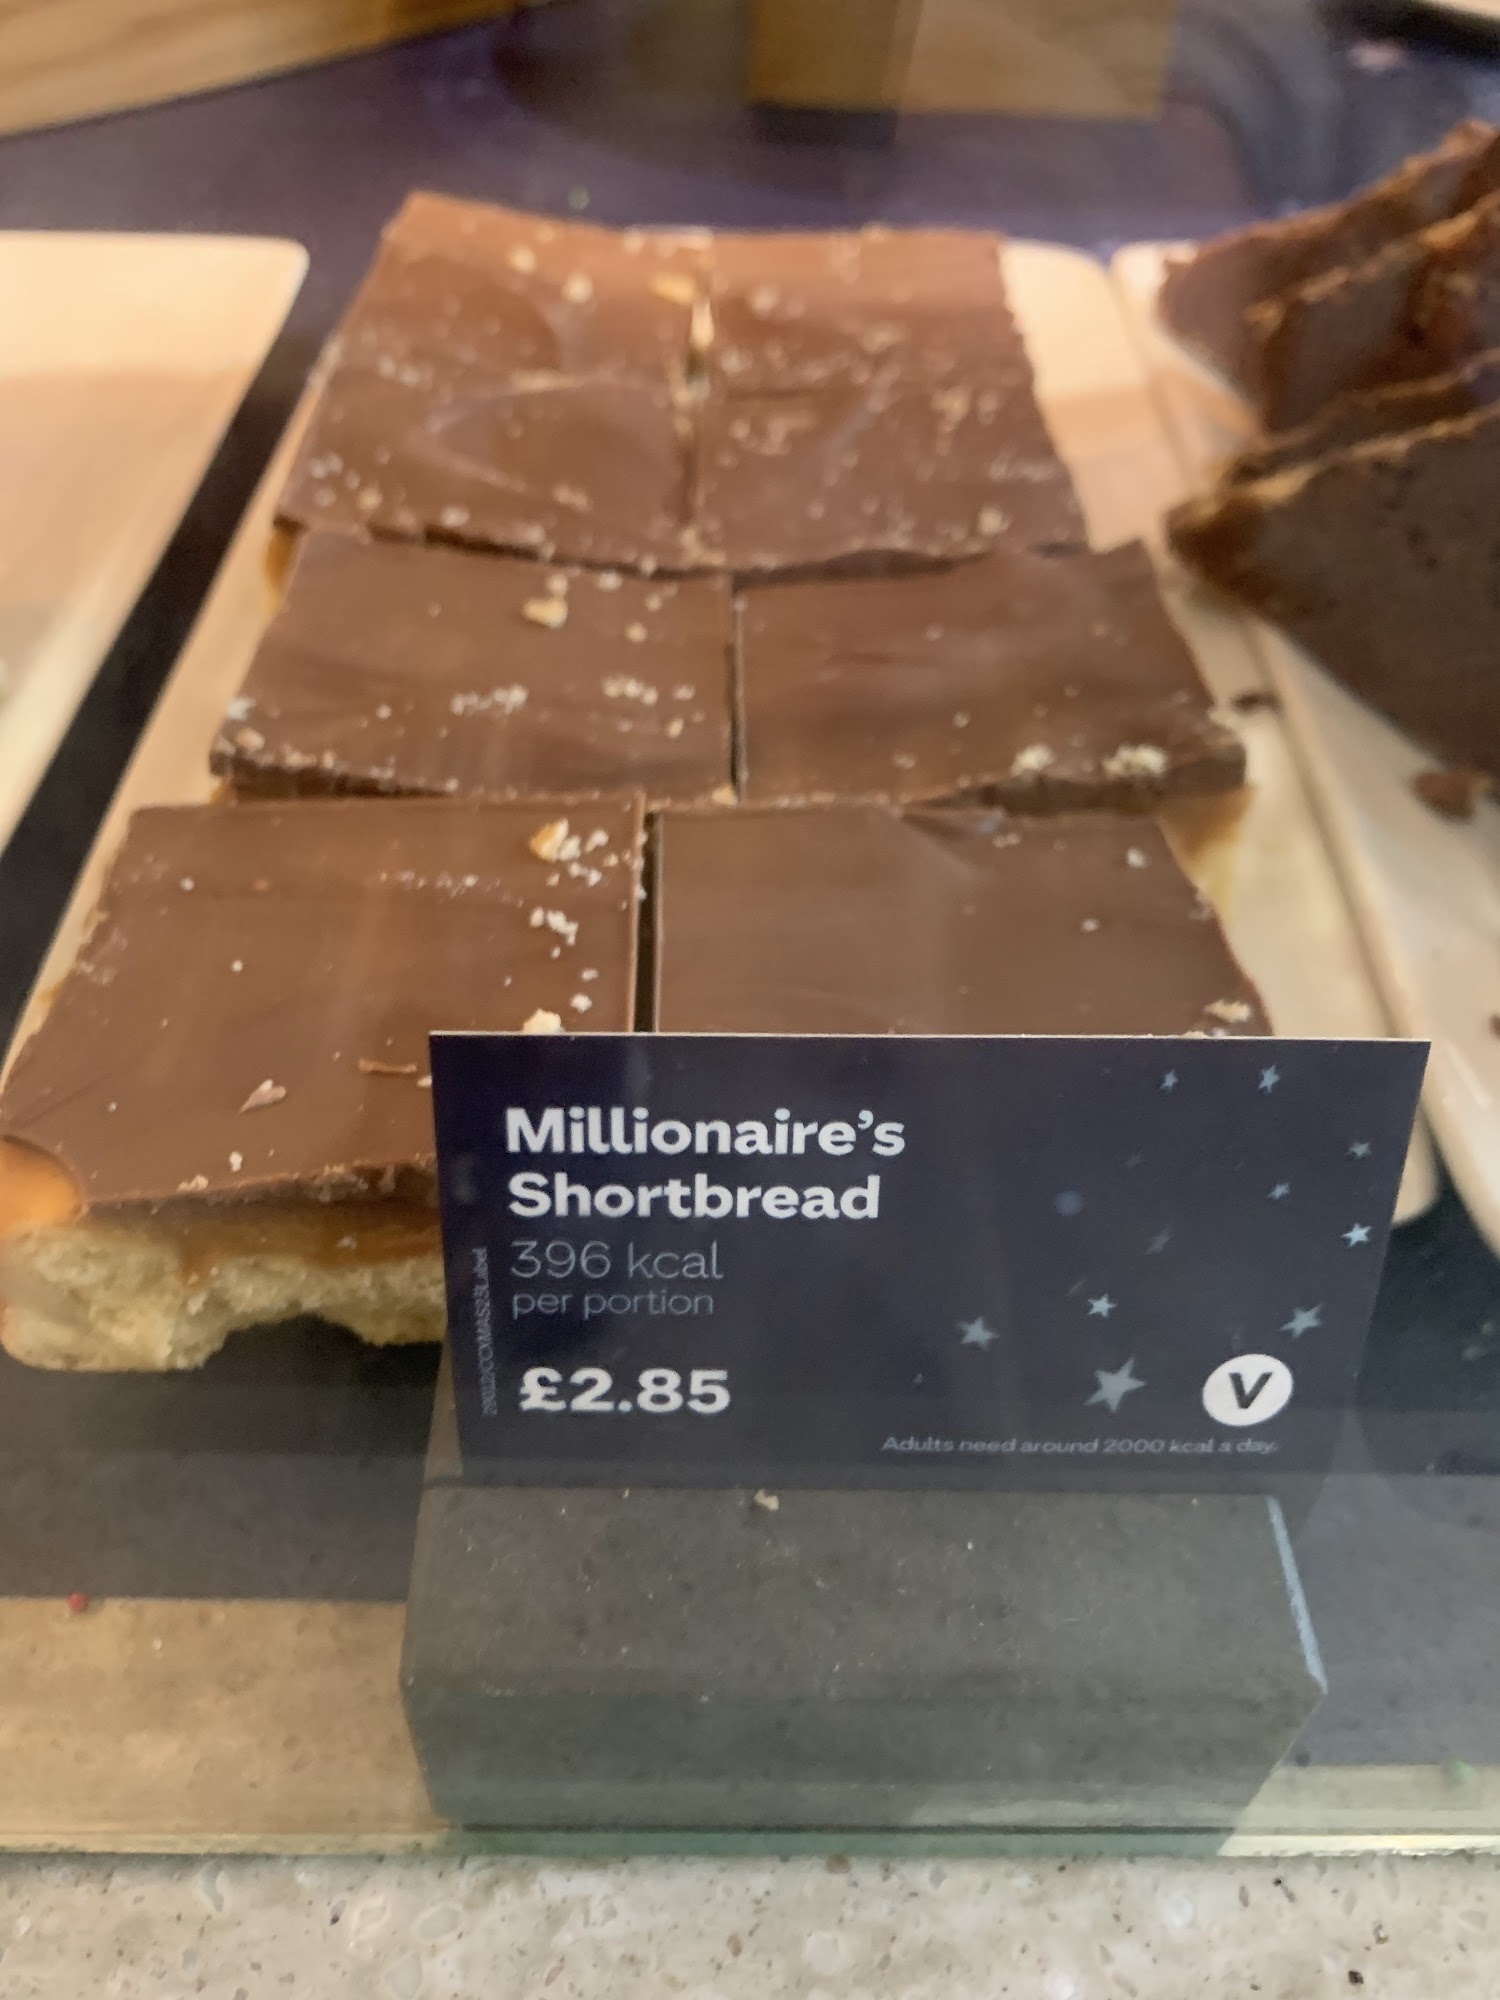 Millionaire's
Shortbread
396 kcal
per portion
£2.85
V
Adults need around 2000 kcal a day.